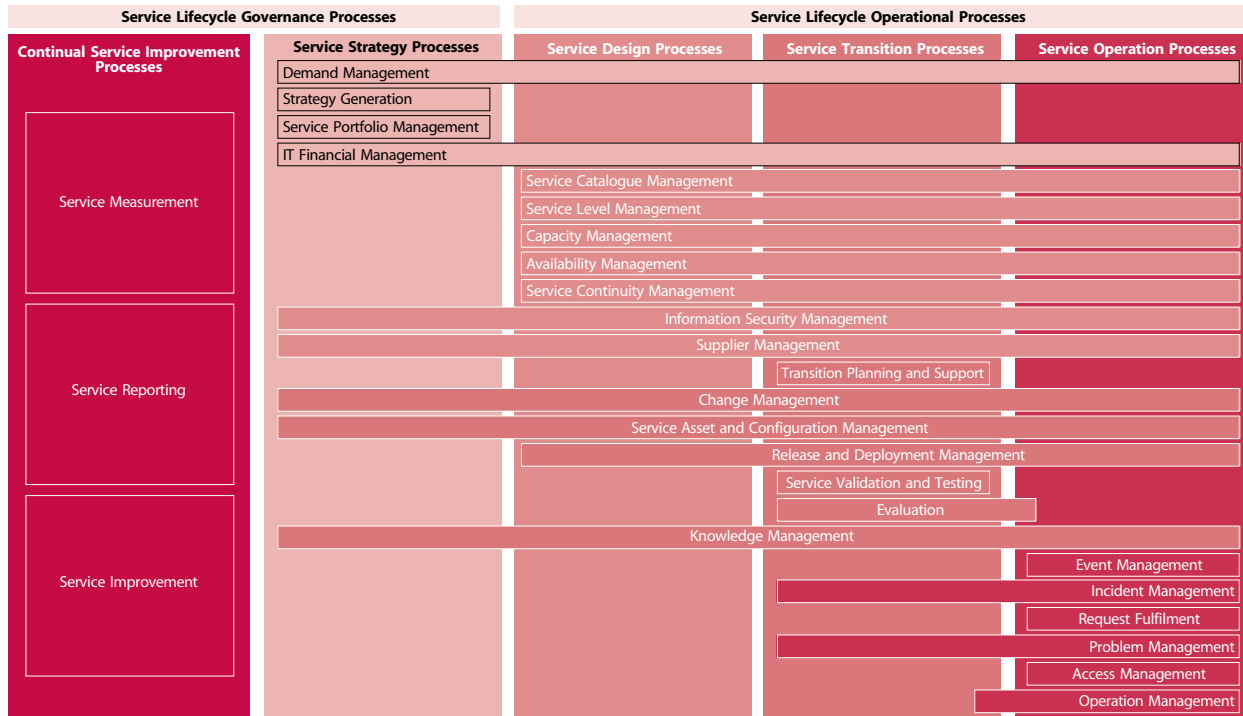 Service Lifecycle Governance Processes
Service Lifecycle Operational Processes
Continual Service Improvement
Processes
Service Measurement
Service Reporting
Service Improvement
Service Strategy Processes
Service Design Processes
Service Transition Processes
Service Operation Processes
Demand Management
Strategy Generation
Service Portfolio Management
IT Financial Management
Service Catalogue Management
Service Level Management
Capacity Management
Availability Management
Service Continuity Management
Information Security Management
Supplier Management
Transition Planning and Support
Change Management
Service Asset and Configuration Management
Release and Deployment Management
Service Validation and Testing
Evaluation
Knowledge Management
Event Management
Incident Management
Request Fulfilment
Problem Management
Access Management
Operation Management